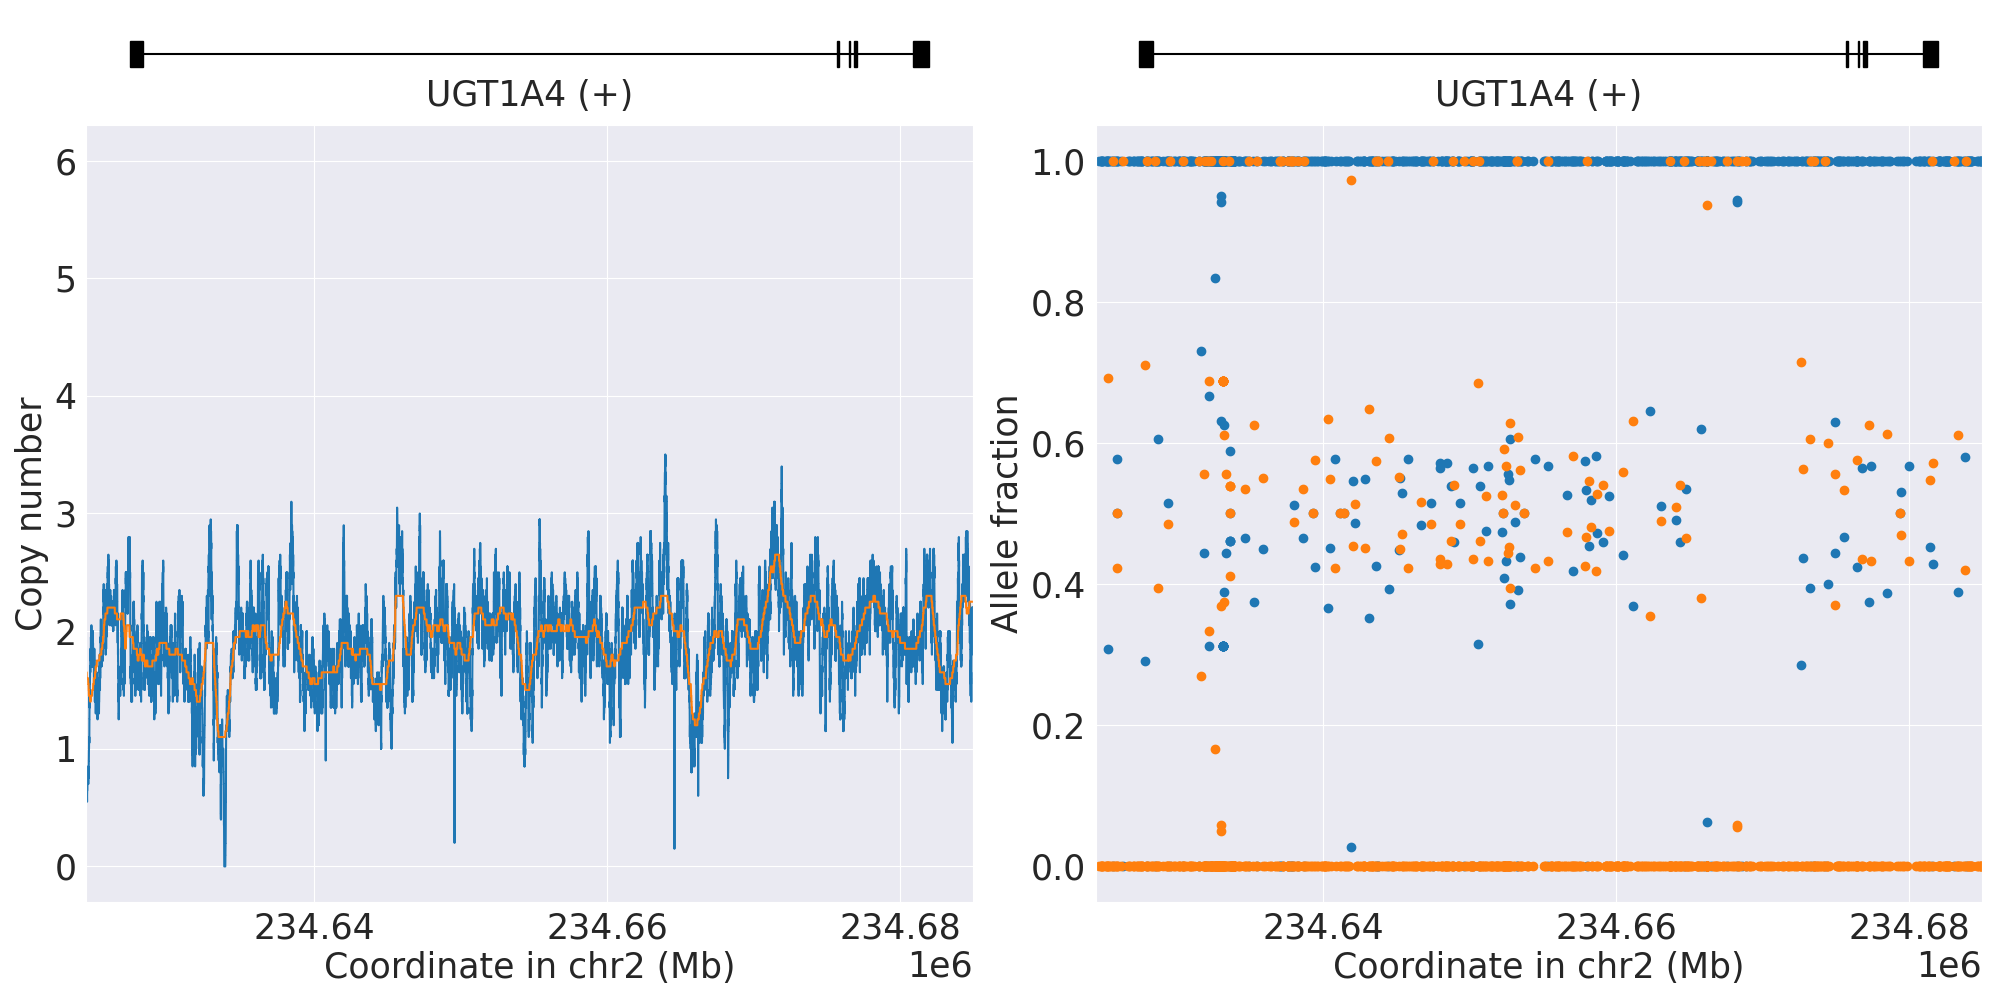 UGT1A4 (+)
6
5
4
3
2
1
0
Copy number
234.64
234.66
234.68
1e6
Coordinate in chr2 (Mb)
UGT1A4 (+)
1.0
0.8
0.6
0.4
0.2
0.0
Allele fraction
234.64
234.66
234.68
1e6
Coordinate in chr2 (Mb)